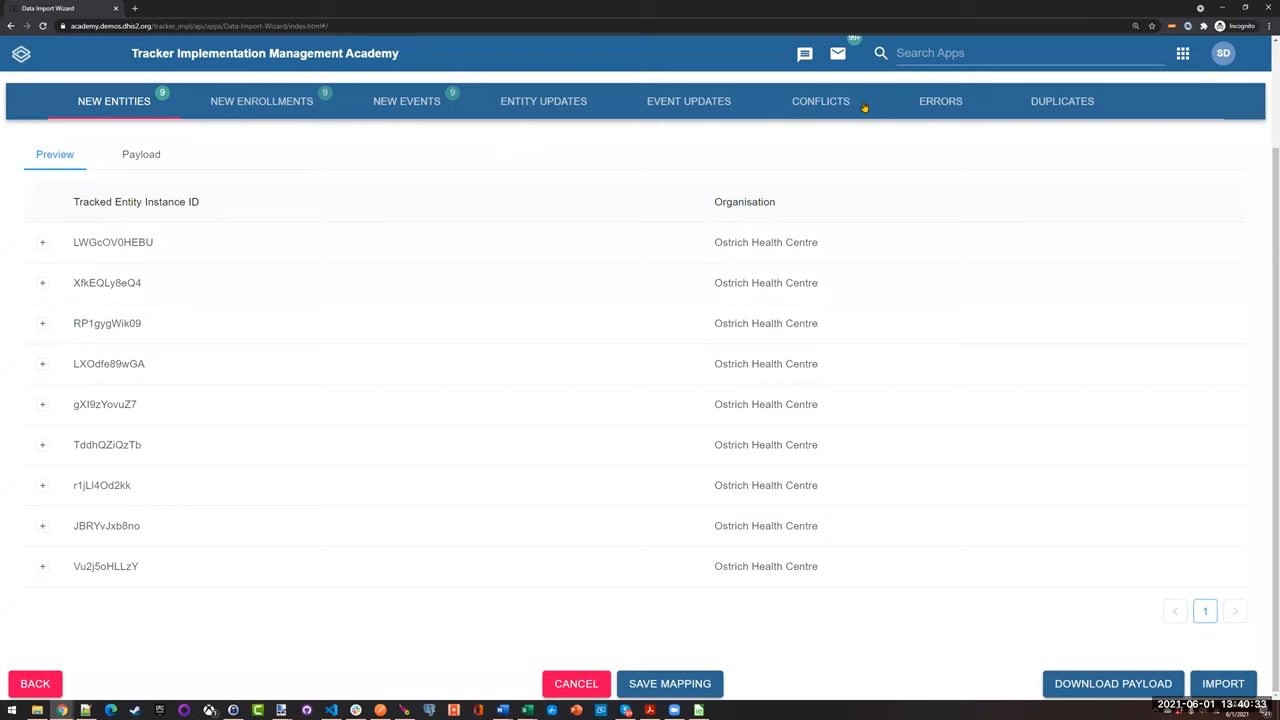 Data Import Wizard
academy.demos.dhis2.org/tracker_impl/api/apps/Data-Import-Wizard/index.html#/
Incognito
Tracker Implementation Management Academy
99+
Search Apps
SD
NEW ENTITIES 9
NEW ENROLLMENTS 9
NEW EVENTS 9
ENTITY UPDATES
EVENT UPDATES
CONFLICTS
ERRORS
DUPLICATES
Preview
Payload
Tracked Entity Instance ID Organisation
+ LWGcOV0HEBU Ostrich Health Centre
+ XfkEQLy8eQ4 Ostrich Health Centre
+ RP1gygWik09 Ostrich Health Centre
+ LXOdfe89wGA Ostrich Health Centre
+ gXI9zYovuZ7 Ostrich Health Centre
+ TddhQZiQzTb Ostrich Health Centre
+ r1jLl4Od2kk Ostrich Health Centre
+ JBRYvJxb8no Ostrich Health Centre
+ Vu2j5oHLLzY Ostrich Health Centre
< 1 >
BACK
CANCEL
SAVE MAPPING
DOWNLOAD PAYLOAD
IMPORT
2021-06-01 13:40:33
6/1/2021